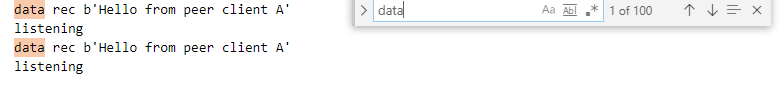 data rec b'Hello from peer client A'
listening
data rec b'Hello from peer client A'
listening
data Aa Abl .* 1 of 100